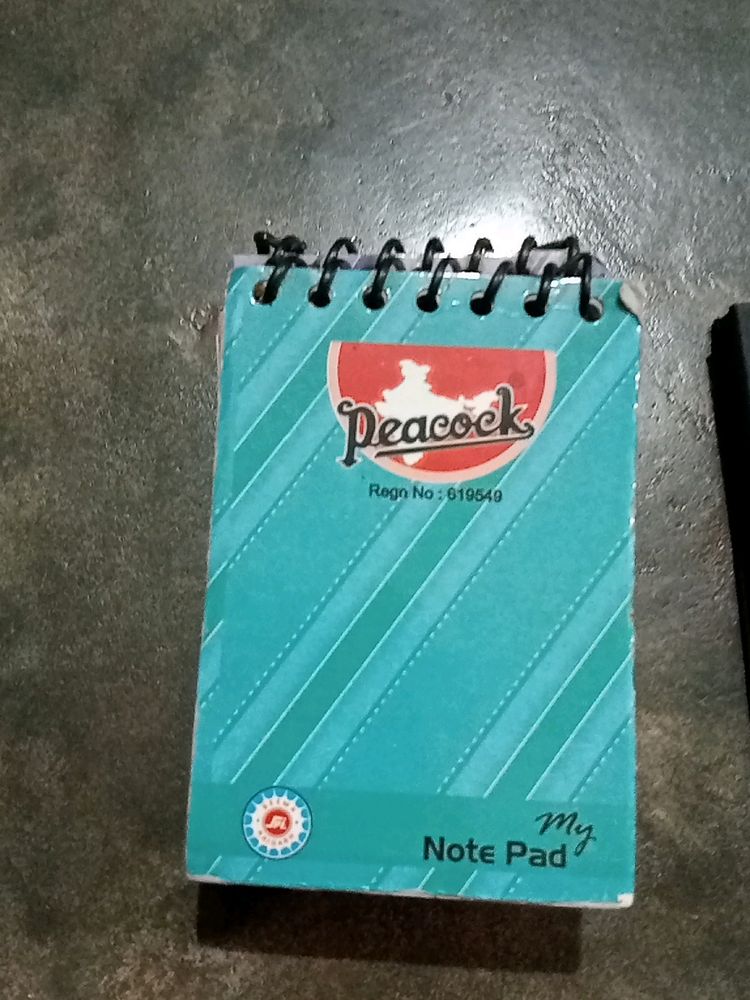 Peacock
Regn No : 619549
My
Note Pad